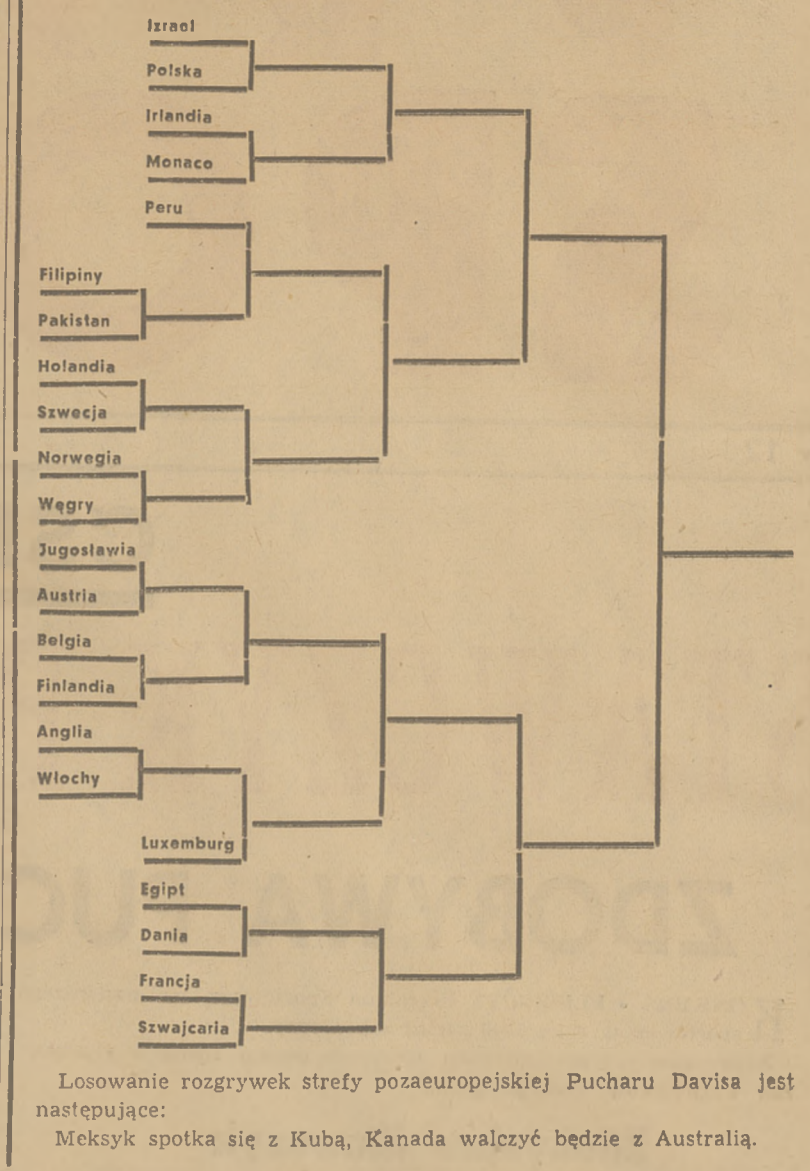 Izrael
Polska
Irlandia
Monaco
Peru
Filipiny
Pakistan
Holandia
Szwecja
Norwegia
Węgry
Jugosławia
Austria
Belgia
Finlandia
Anglia
Włochy
Luxemburg
Egipt
Dania
Francja
Szwajcaria
Losowanie rozgrywek strefy pozaeuropejskiej Pucharu Davisa jest
następujące:
Meksyk spotka się z Kubą, Kanada walczyć będzie z Australią.